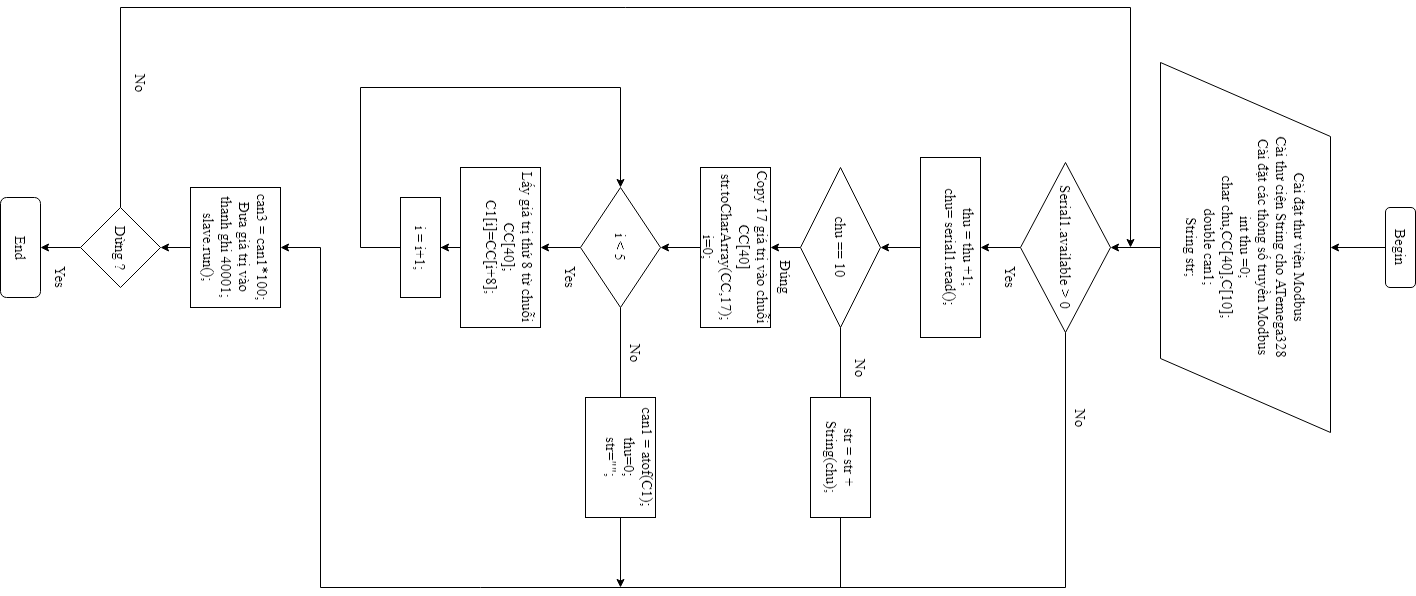 Begin
Cài đặt thư viện Modbus
Cài thư ciện String cho ATemega328
Cài đặt các thông số truyền Modbus
int thu =0;
char chu,CC[40],C[10];
double can1;
String str;
Serial1.available > 0
Yes
No
thu = thu +1;
chu= serial1.read();
chu == 10
Đúng
No
str = str +
String(chu);
Copy 17 giá trị vào chuỗi
CC[40]
str.toCharArray(CC,17);
i=0;
i < 5
Yes
No
can1 = atof(C1);
thu=0;
str="";
Lấy giá trị thứ 8 từ chuỗi
CC[40];
C1[i]=CC[i+8];
i = i+1;
can3 = can1*100;
Đưa giá trị vào
thanh ghi 40001;
slave.run();
Dừng ?
No
Yes
End